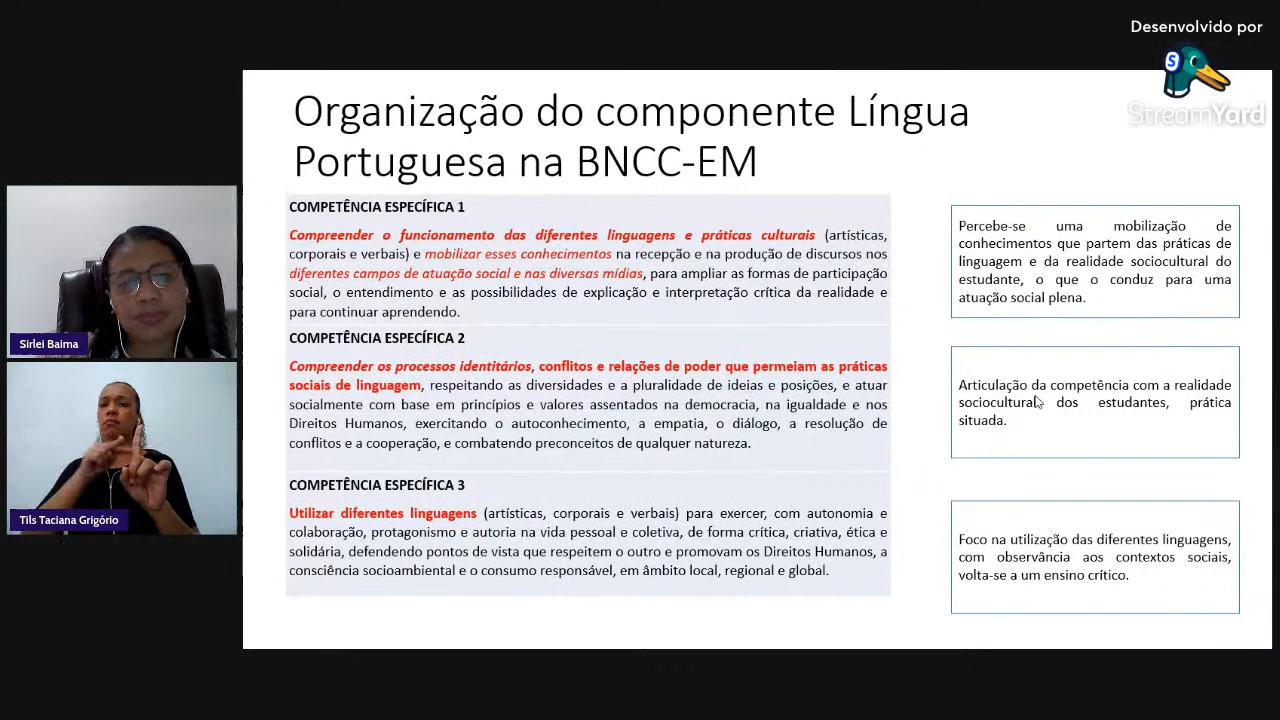 Desenvolvido por
S
StreamYard
Organização do componente Língua
Portuguesa na BNCC-EM
COMPETÊNCIA ESPECÍFICA 1
Compreender o funcionamento das diferentes linguagens e práticas culturais (artísticas,
corporais e verbais) e mobilizar esses conhecimentos na recepção e na produção de discursos nos
diferentes campos de atuação social e nas diversas mídias, para ampliar as formas de participação
social, o entendimento e as possibilidades de explicação e interpretação crítica da realidade e
para continuar aprendendo.
Percebe-se uma mobilização de
conhecimentos que partem das práticas de
linguagem e da realidade sociocultural do
estudante, o que o conduz para uma
atuação social plena.
COMPETÊNCIA ESPECÍFICA 2
Compreender os processos identitários, conflitos e relações de poder que permeiam as práticas
sociais de linguagem, respeitando as diversidades e a pluralidade de ideias e posições, e atuar
socialmente com base em princípios e valores assentados na democracia, na igualdade e nos
Direitos Humanos, exercitando o autoconhecimento, a empatia, o diálogo, a resolução de
conflitos e a cooperação, e combatendo preconceitos de qualquer natureza.
Articulação da competência com a realidade
sociocultural dos estudantes, prática
situada.
COMPETÊNCIA ESPECÍFICA 3
Utilizar diferentes linguagens (artísticas, corporais e verbais) para exercer, com autonomia e
colaboração, protagonismo e autoria na vida pessoal e coletiva, de forma crítica, criativa, ética e
solidária, defendendo pontos de vista que respeitem o outro e promovam os Direitos Humanos, a
consciência socioambiental e o consumo responsável, em âmbito local, regional e global.
Foco na utilização das diferentes linguagens,
com observância aos contextos sociais,
volta-se a um ensino crítico.
Sirlei Baima
Tils Taciana Grigório